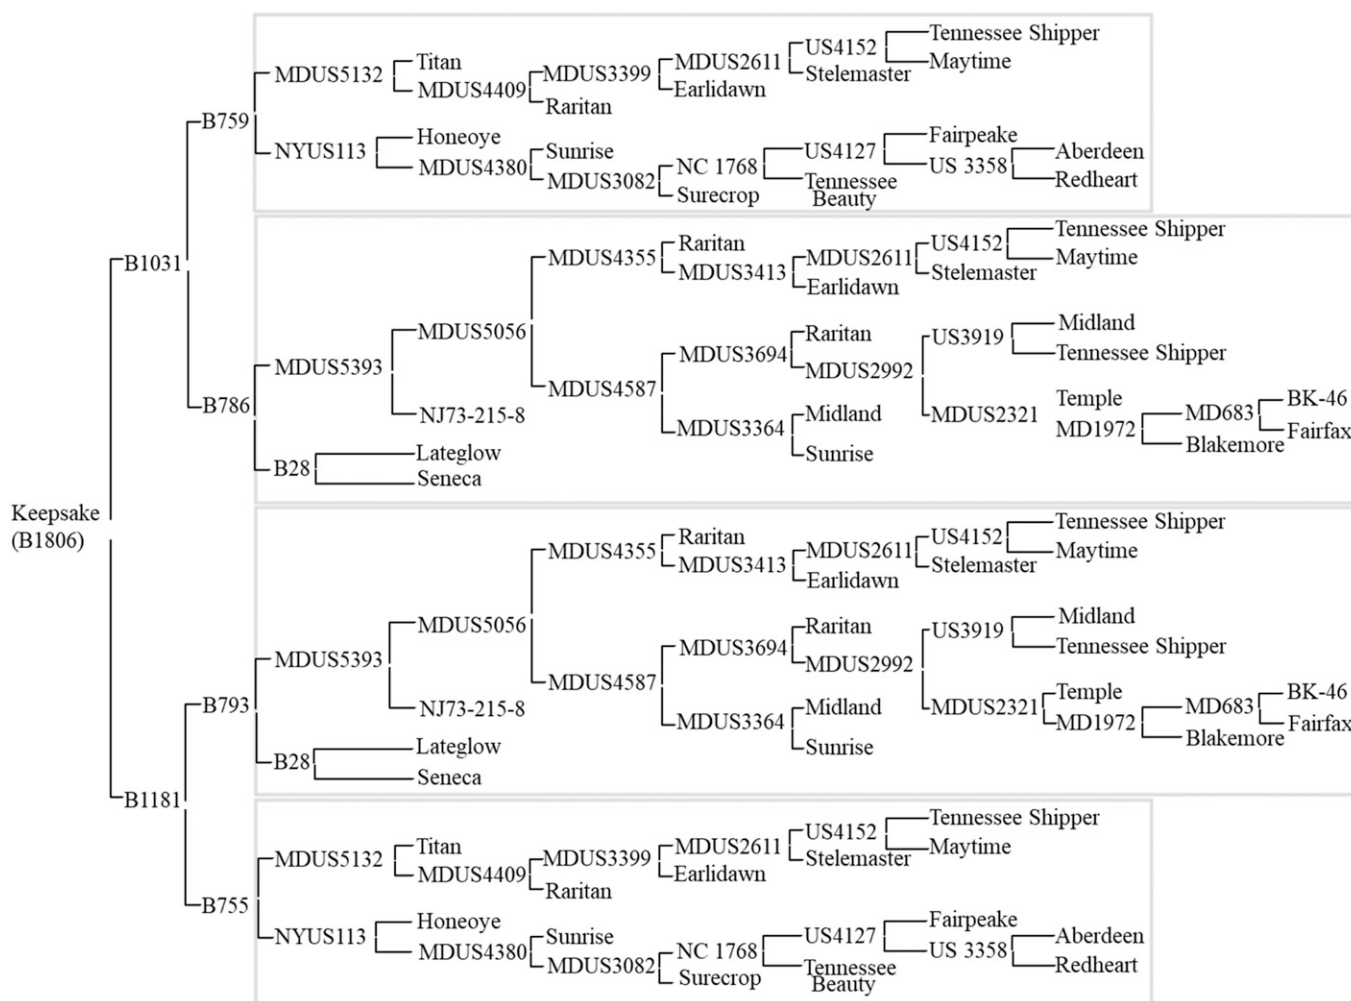 Tennessee Shipper
US4152
Maytime
MDUS2611
Stelemaster
Titan
MDUS3399
Earlidawn
MDUS5132
MDUS4409
Raritan
B759
Honeoye
Fairpeake
NYUS113
Sunrise
US4127
Aberdeen
MDUS4380
NC 1768
US 3358
MDUS3082
Tennessee
Beauty
Redheart
Surecrop
Tennessee Shipper
Raritan
US4152
MDUS4355
MDUS2611
Maytime
MDUS3413
Stelemaster
Earlidawn
B1031
MDUS5056
Raritan
US3919
Midland
MDUS3694
Tennessee Shipper
MDUS5393
MDUS2992
MDUS4587
B786
NJ73-215-8
Midland
MDUS2321
Temple
MD683
BK-46
MDUS3364
MD1972
Fairfax
Sunrise
Blakemore
Lateglow
B28
Seneca
Keepsake
(B1806)
Tennessee Shipper
Raritan
US4152
MDUS4355
MDUS2611
Maytime
MDUS3413
Stelemaster
Earlidawn
MDUS5056
Raritan
US3919
Midland
MDUS3694
Tennessee Shipper
MDUS5393
MDUS2992
MDUS4587
B793
NJ73-215-8
Midland
MDUS2321
Temple
MD683
BK-46
MDUS3364
MD1972
Fairfax
Sunrise
Blakemore
Lateglow
B28
Seneca
B1181
Tennessee Shipper
US4152
Maytime
MDUS2611
Stelemaster
Titan
MDUS3399
Earlidawn
MDUS5132
MDUS4409
Raritan
B755
Honeoye
Fairpeake
NYUS113
Sunrise
US4127
Aberdeen
MDUS4380
NC 1768
US 3358
MDUS3082
Tennessee
Beauty
Redheart
Surecrop